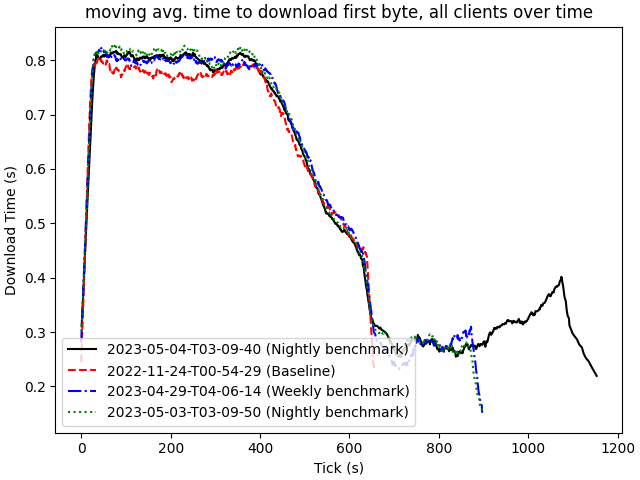 moving avg. time to download first byte, all clients over time
Download Time (s)
0.8
0.7
0.6
0.5
0.4
0.3
0.2
2023-05-04-T03-09-40 (Nightly benchmark)
2022-11-24-T00-54-29 (Baseline)
2023-04-29-T04-06-14 (Weekly benchmark)
2023-05-03-T03-09-50 (Nightly benchmark)
0 200 400 600 800 1000 1200
Tick (s)